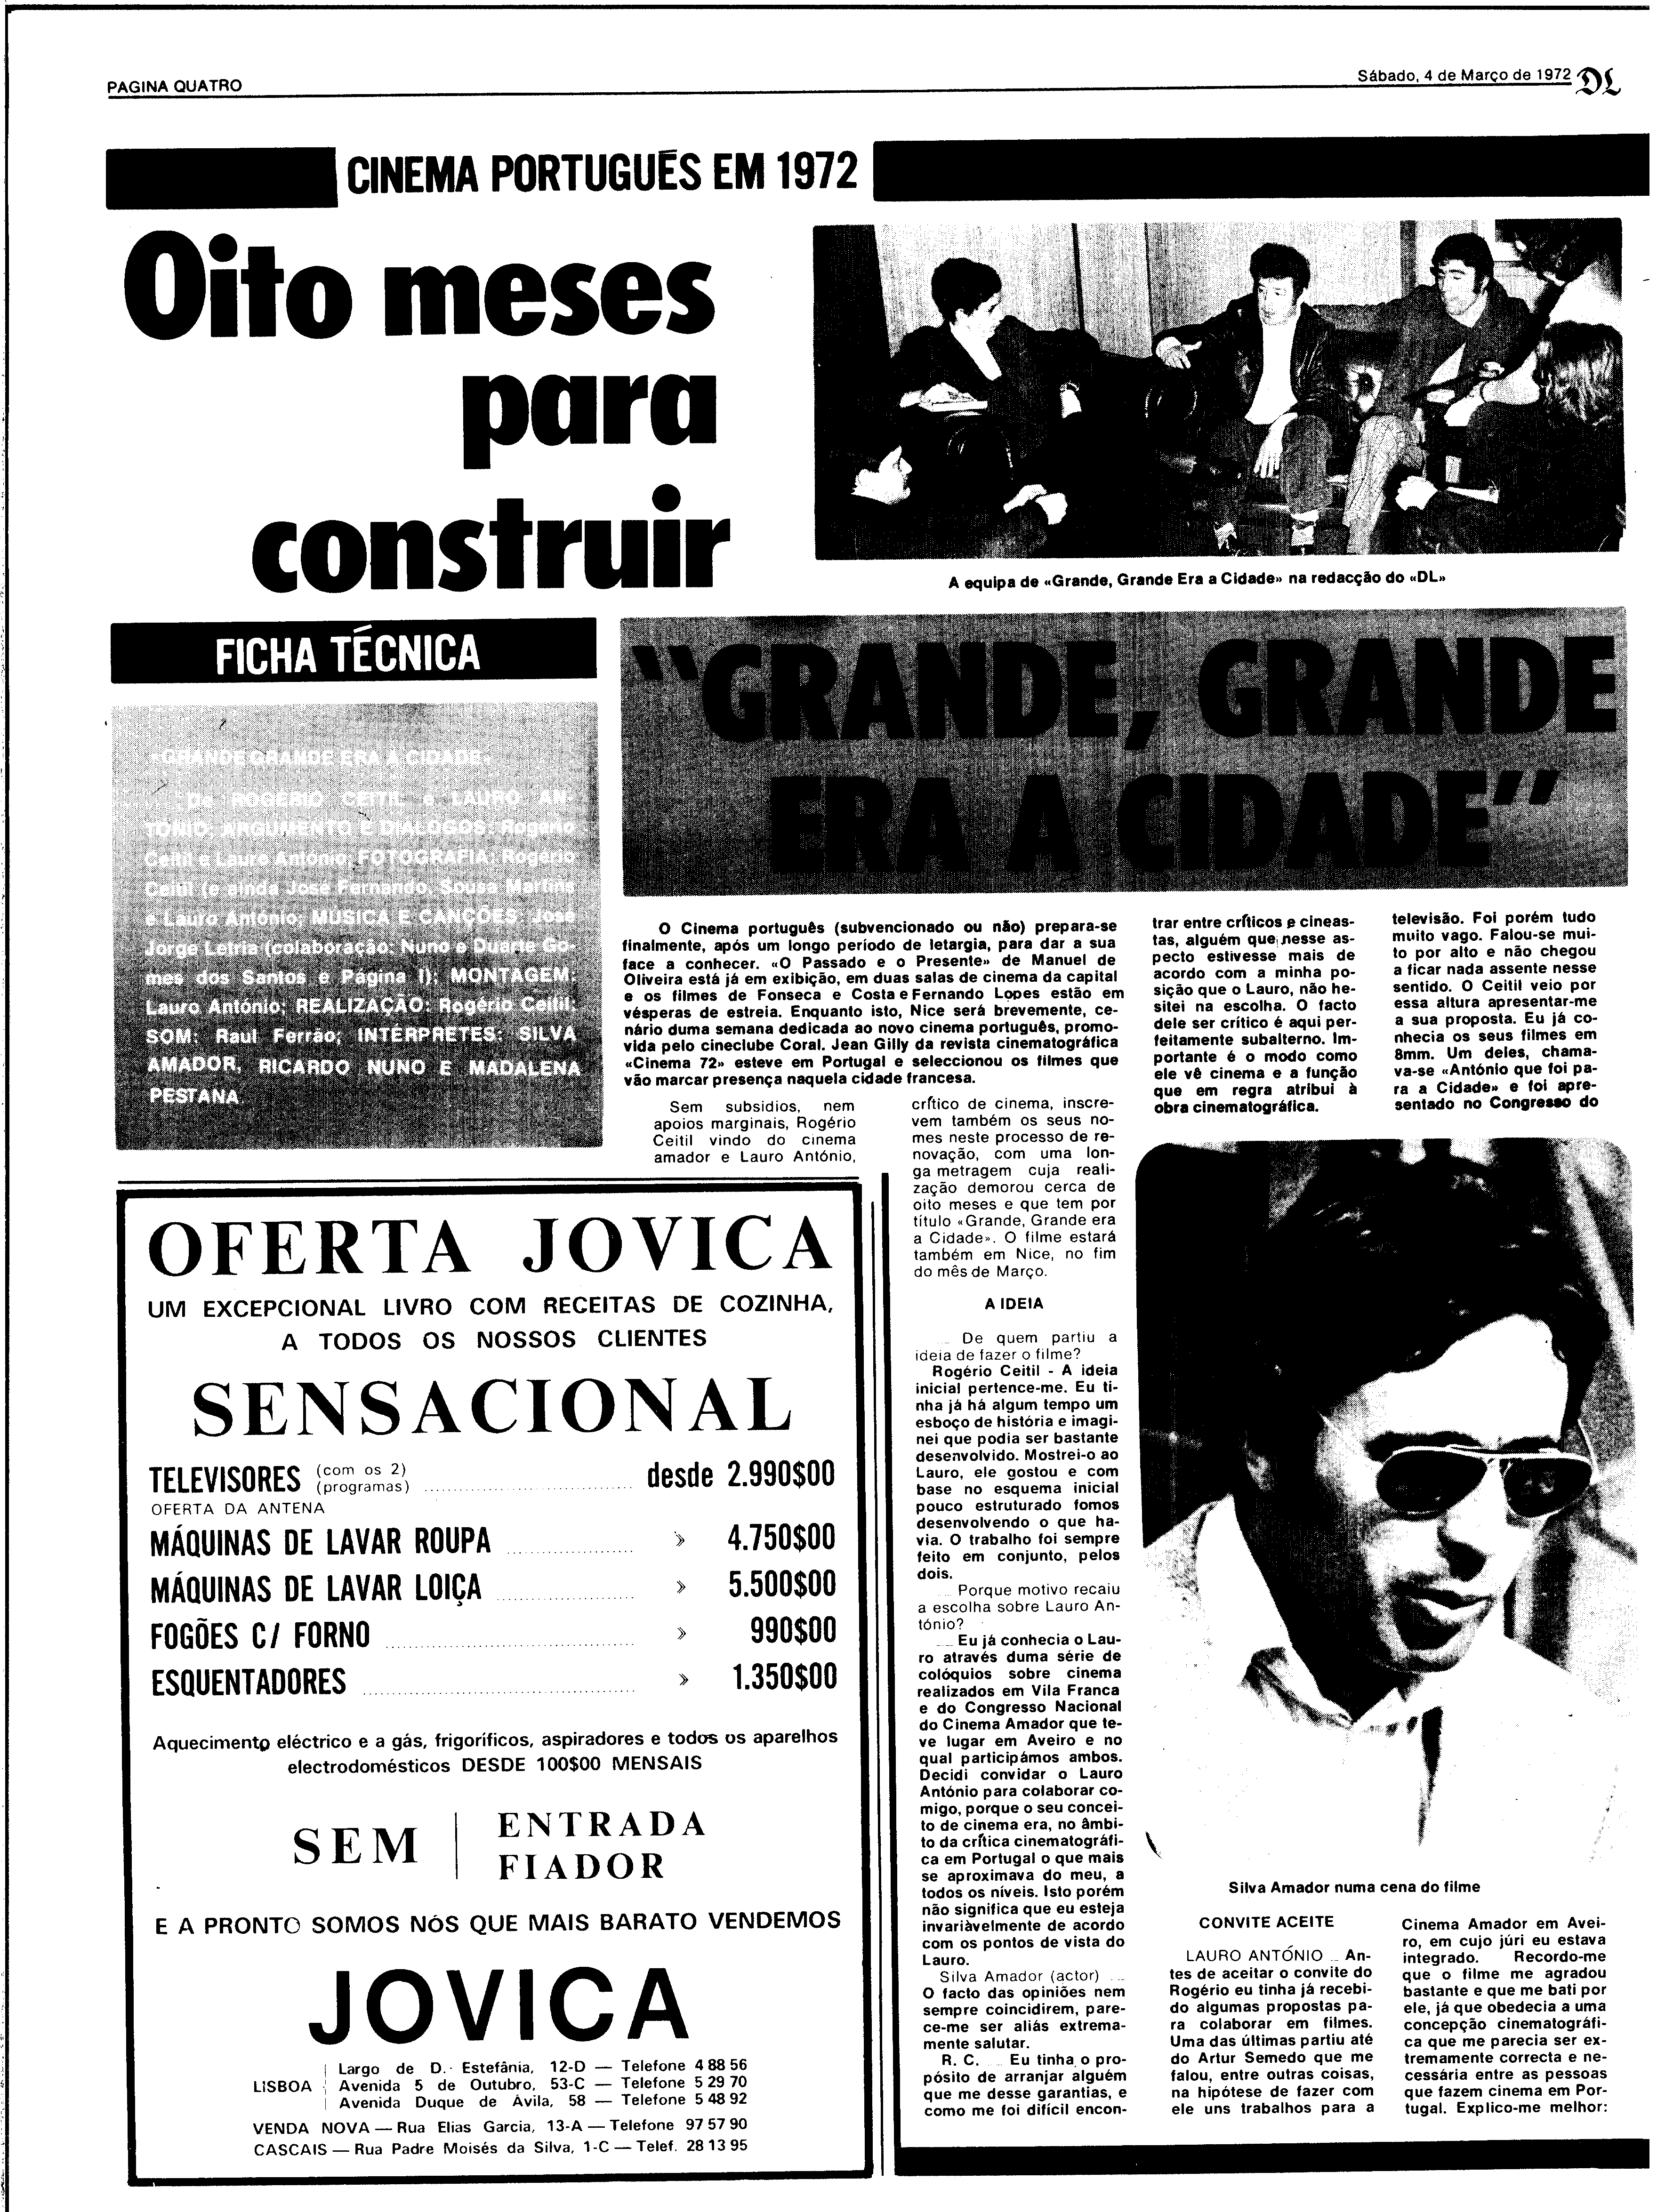 PAGINA QUATRO
Sábado, 4 de Março de 1972 DL
CINEMA PORTUGUÊS EM 1972
Oito meses
para
construir
A equipa de «Grande, Grande Era a Cidade» na redacção do «DL»
FICHA TÉCNICA
«GRANDE GRANDE ERA A CIDADE»
De ROGÉRIO CEITIL e LAURO AN-
TÓNIO; ARGUMENTO E DIÁLOGOS: Rogério
Ceitil e Lauro António; FOTOGRAFIA: Rogério
Ceitil (e ainda José Fernando, Sousa Martins
e Lauro António; MÚSICA E CANÇÕES: José
Jorge Letria (colaboração: Nuno e Duarte Go-
mes dos Santos e Página I); MONTAGEM:
Lauro António; REALIZAÇÃO: Rogério Ceitil;
SOM: Raul Ferrão; INTÉRPRETES: SILVA
AMADOR, RICARDO NUNO E MADALENA
PESTANA.
"GRANDE, GRANDE
ERA A CIDADE"
O Cinema português (subvencionado ou não) prepara-se
finalmente, após um longo período de letargia, para dar a sua
face a conhecer. «O Passado e o Presente» de Manuel de
Oliveira está já em exibição, em duas salas de cinema da capital
e os filmes de Fonseca e Costa e Fernando Lopes estão em
vésperas de estreia. Enquanto isto, Nice será brevemente, ce-
nário duma semana dedicada ao novo cinema português, promo-
vida pelo cineclube Coral. Jean Gilly da revista cinematográfica
«Cinema 72» esteve em Portugal e seleccionou os filmes que
vão marcar presença naquela cidade francesa.
Sem subsidios, nem
apoios marginais, Rogério
Ceitil vindo do cinema
amador e Lauro António,
crítico de cinema, inscre-
vem também os seus no-
mes neste processo de re-
novação, com uma lon-
ga metragem cuja reali-
zação demorou cerca de
oito meses e que tem por
título «Grande, Grande era
a Cidade». O filme estará
também em Nice, no fim
do mês de Março.
A IDEIA
— De quem partiu a
ideia de fazer o filme?
Rogério Ceitil - A ideia
inicial pertence-me. Eu ti-
nha já há algum tempo um
esboço de história e imagi-
nei que podia ser bastante
desenvolvido. Mostrei-o ao
Lauro, ele gostou e com
base no esquema inicial
pouco estruturado fomos
desenvolvendo o que ha-
via. O trabalho foi sempre
feito em conjunto, pelos
dois.
— Porque motivo recaiu
a escolha sobre Lauro An-
tónio?
— Eu já conhecia o Lau-
ro através duma série de
colóquios sobre cinema
realizados em Vila Franca
e do Congresso Nacional
do Cinema Amador que te-
ve lugar em Aveiro e no
qual participámos ambos.
Decidi convidar o Lauro
António para colaborar co-
migo, porque o seu concei-
to de cinema era, no âmbi-
to da crítica cinematográfi-
ca em Portugal o que mais
se aproximava do meu, a
todos os níveis. Isto porém
não significa que eu esteja
invariàvelmente de acordo
com os pontos de vista do
Lauro.
Silva Amador (actor) —
O facto das opiniões nem
sempre coincidirem, pare-
ce-me ser aliás extrema-
mente salutar.
R. C. — Eu tinha o pro-
pósito de arranjar alguém
que me desse garantias, e
como me foi difícil encon-
trar entre críticos e cineas-
tas, alguém que nesse as-
pecto estivesse mais de
acordo com a minha po-
sição que o Lauro, não he-
sitei na escolha. O facto
dele ser crítico é aqui per-
feitamente subalterno. Im-
portante é o modo como
ele vê cinema e a função
que em regra atribui à
obra cinematográfica.
Silva Amador numa cena do filme
CONVITE ACEITE
LAURO ANTÓNIO — An-
tes de aceitar o convite do
Rogério eu tinha já recebi-
do algumas propostas pa-
ra colaborar em filmes.
Uma das últimas partiu até
do Artur Semedo que me
falou, entre outras coisas,
na hipótese de fazer com
ele uns trabalhos para a
televisão. Foi porém tudo
muito vago. Falou-se mui-
to por alto e não chegou
a ficar nada assente nesse
sentido. O Ceitil veio por
essa altura apresentar-me
a sua proposta. Eu já co-
nhecia os seus filmes em
8mm. Um deles, chama-
va-se «António que foi pa-
ra a Cidade» e foi apre-
sentado no Congresso do
Cinema Amador em Avei-
ro, em cujo júri eu estava
integrado. Recordo-me
que o filme me agradou
bastante e que me bati por
ele, já que obedecia a uma
concepção cinematográfi-
ca que me parecia ser ex-
tremamente correcta e ne-
cessária entre as pessoas
que fazem cinema em Por-
tugal. Explico-me melhor:
OFERTA JOVICA
UM EXCEPCIONAL LIVRO COM RECEITAS DE COZINHA,
A TODOS OS NOSSOS CLIENTES
SENSACIONAL
TELEVISORES (com os 2) (programas) desde 2.990$00
OFERTA DA ANTENA
MÁQUINAS DE LAVAR ROUPA » 4.750$00
MÁQUINAS DE LAVAR LOIÇA » 5.500$00
FOGÕES C/ FORNO » 990$00
ESQUENTADORES » 1.350$00
Aquecimento eléctrico e a gás, frigoríficos, aspiradores e todos os aparelhos
electrodomésticos DESDE 100$00 MENSAIS
SEM ENTRADA
FIADOR
E A PRONTO SOMOS NÓS QUE MAIS BARATO VENDEMOS
JOVICA
Largo de D. Estefânia, 12-D — Telefone 4 88 56
LISBOA Avenida 5 de Outubro, 53-C — Telefone 5 29 70
Avenida Duque de Ávila, 58 — Telefone 5 48 92
VENDA NOVA — Rua Elias Garcia, 13-A — Telefone 97 57 90
CASCAIS — Rua Padre Moisés da Silva, 1-C — Telef. 28 13 95